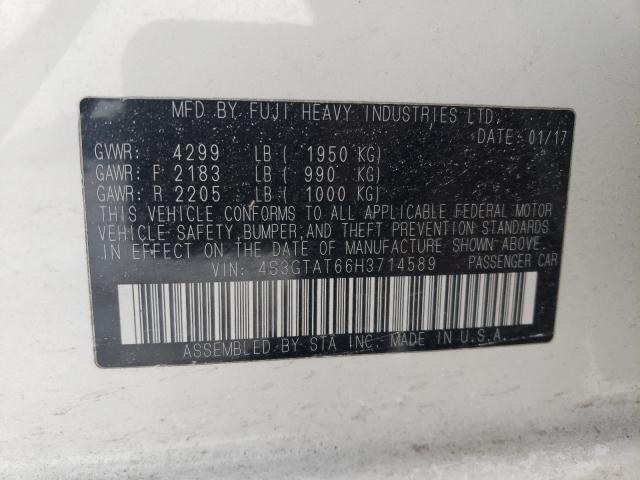 MFD BY FUJI HEAVY INDUSTRIES LTD.
DATE: 01/17
GVWR: 4299 LB ( 1950 KG)
GAWR: F 2183 LB ( 990 KG)
GAWR: R 2205 LB ( 1000 KG)
THIS VEHICLE CONFORMS TO ALL APPLICABLE FEDERAL MOTOR
VEHICLE SAFETY, BUMPER, AND THEFT PREVENTION STANDARDS
IN EFFECT ON THE DATE OF MANUFACTURE SHOWN ABOVE.
VIN: 4S3GTAT66H3714589 PASSENGER CAR
ASSEMBLED BY STA INC. MADE IN U.S.A.